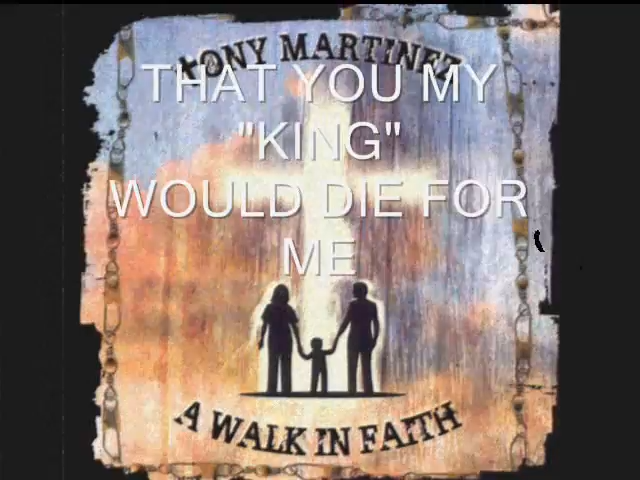 TONY MARTINEZ
THAT YOU MY
"KING"
WOULD DIE FOR
ME
A WALK IN FAITH